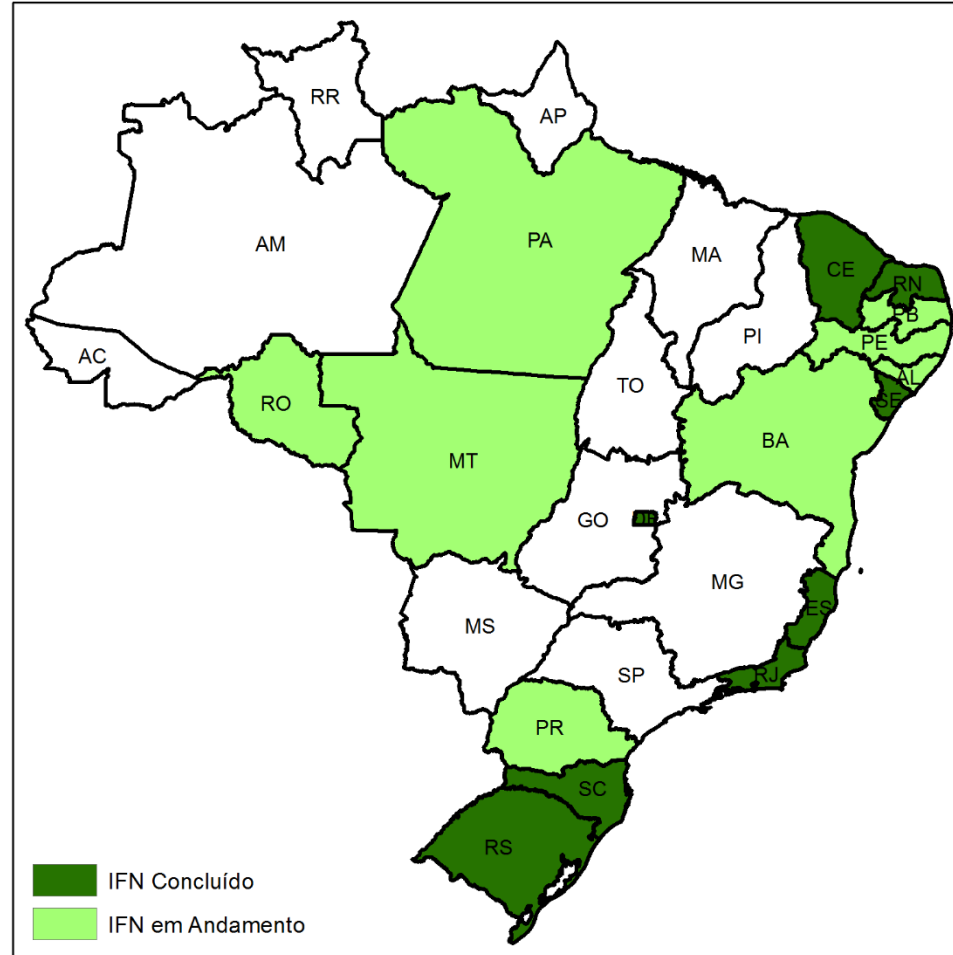 RR
AP
AM
PA
MA
CE
RN
PB
PI
PE
AC
TO
AL
RO
SE
BA
MT
GO
DF
MG
ES
MS
SP
RJ
PR
SC
RS
IFN Concluído
IFN em Andamento